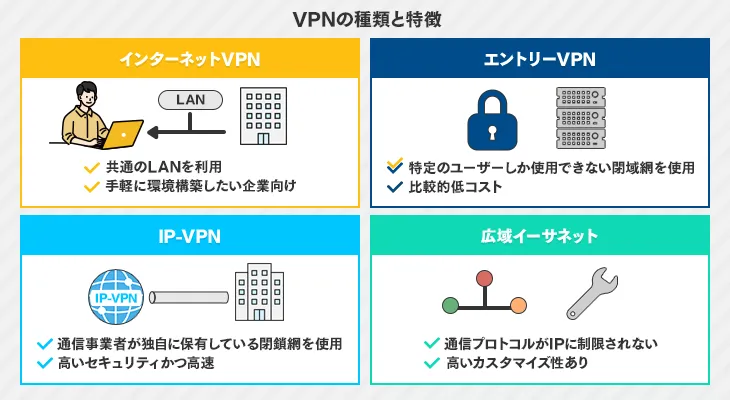 VPNの種類と特徴
インターネットVPN
LAN
共通のLANを利用
手軽に環境構築したい企業向け
エントリーVPN
特定のユーザーしか使用できない閉域網を使用
比較的低コスト
IP-VPN
IP-VPN
通信事業者が独自に保有している閉鎖網を使用
高いセキュリティかつ高速
広域イーサネット
通信プロトコルがIPに制限されない
高いカスタマイズ性あり